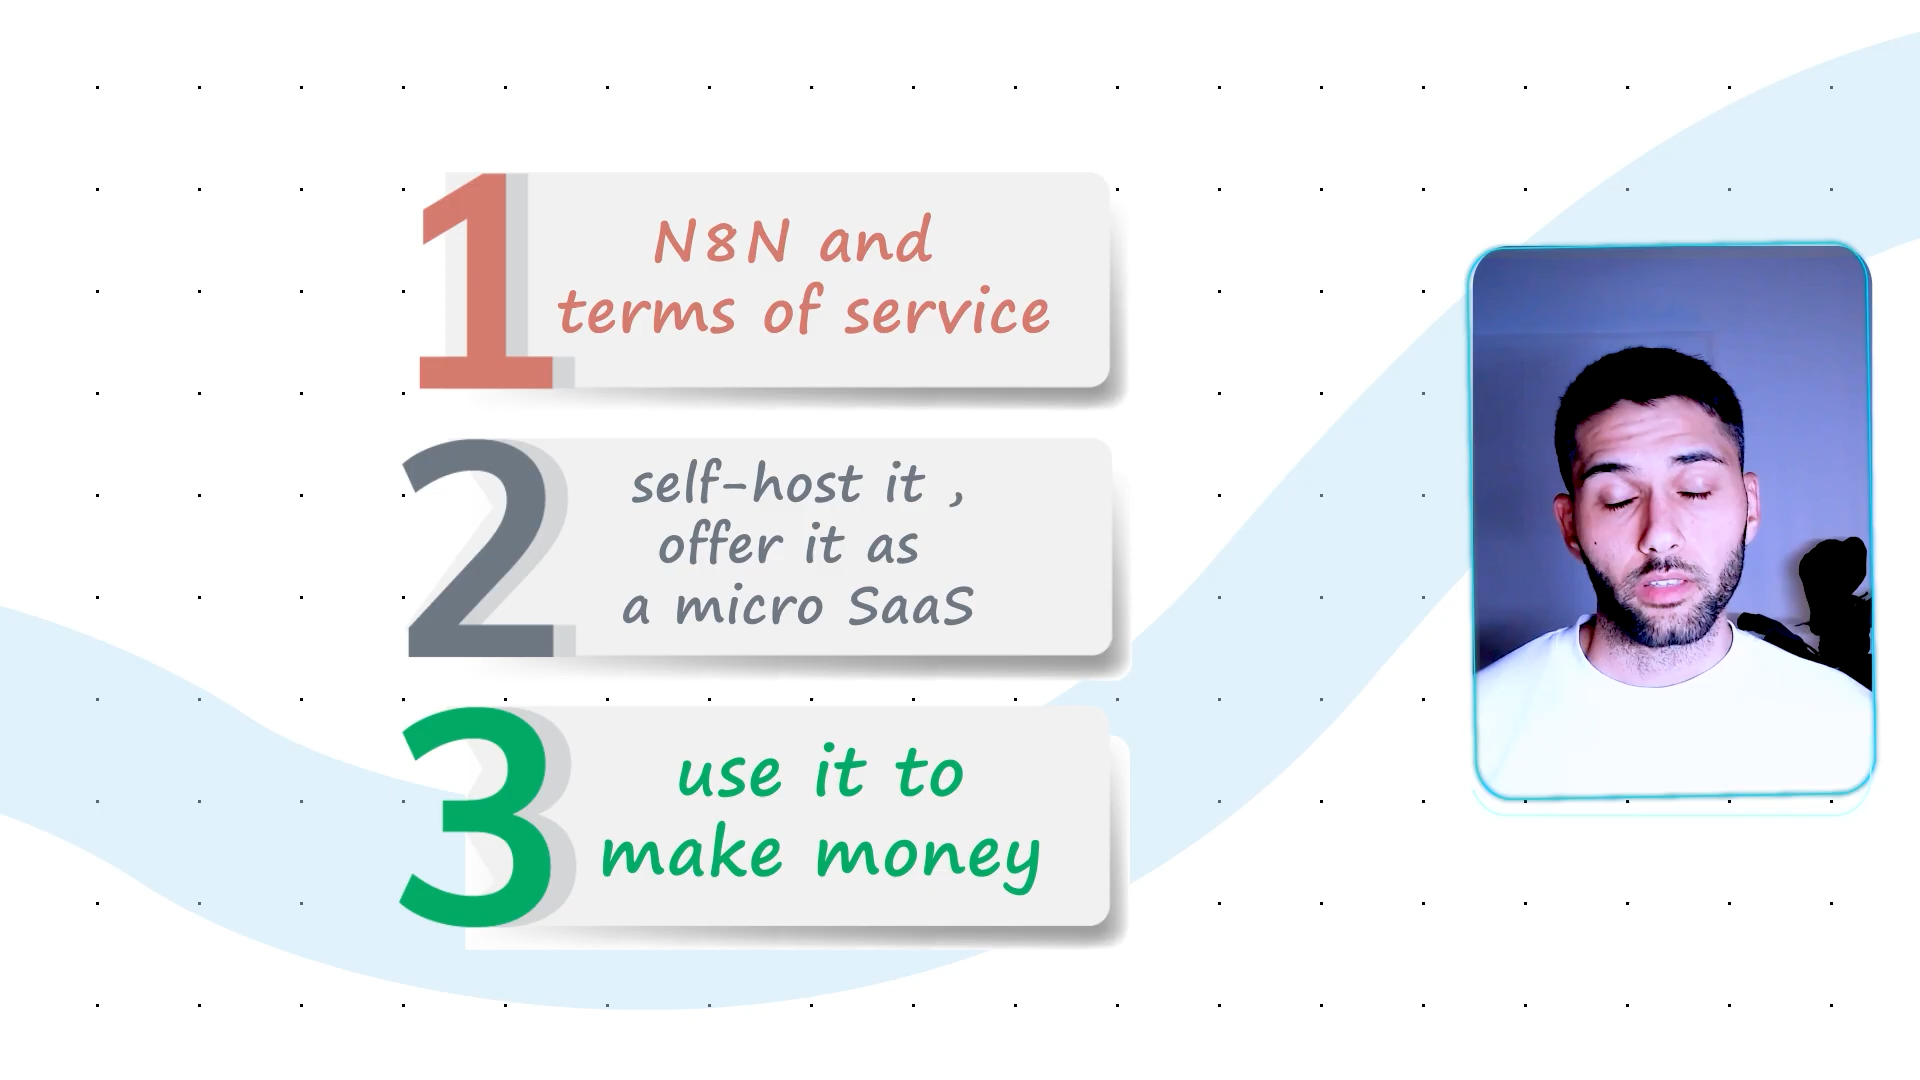 1
N8N and
terms of service
2
self-host it ,
offer it as
a micro SaaS
3
use it to
make money